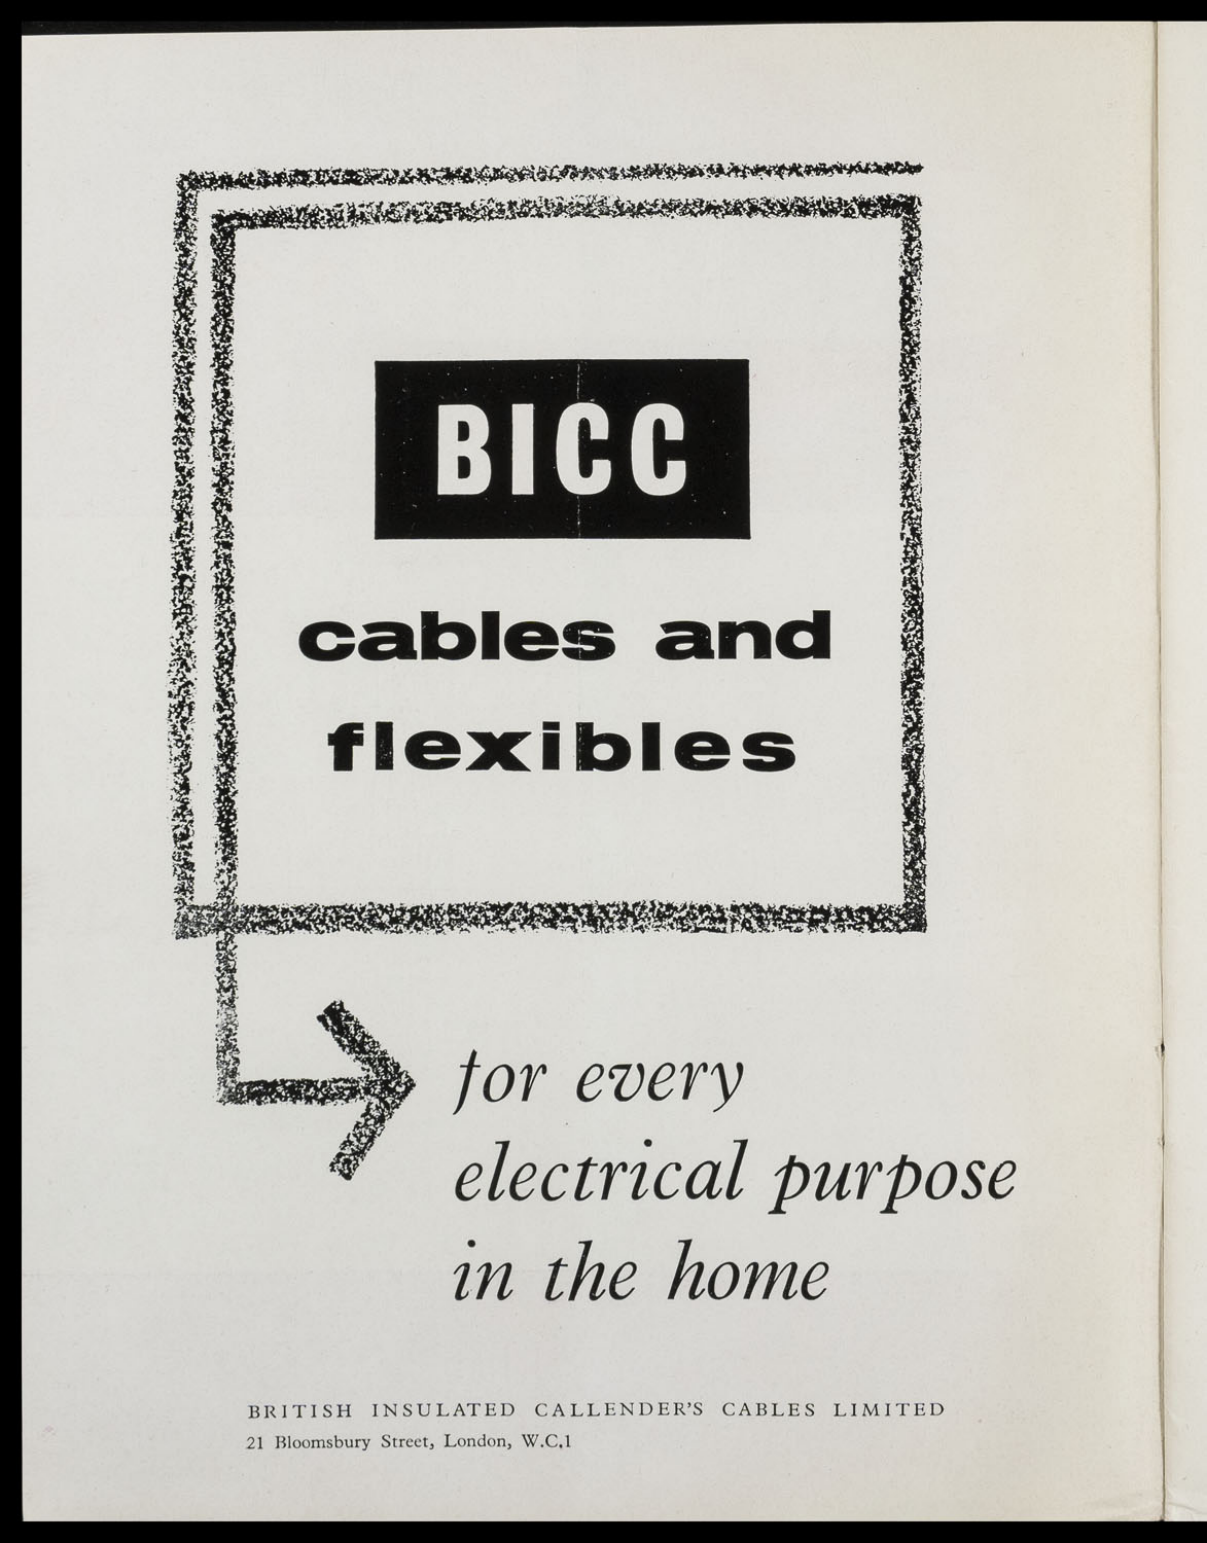 BICC
cables and
flexibles
for every
electrical purpose
in the home
BRITISH INSULATED CALLENDER'S CABLES LIMITED
21 Bloomsbury Street, London, W.C.1